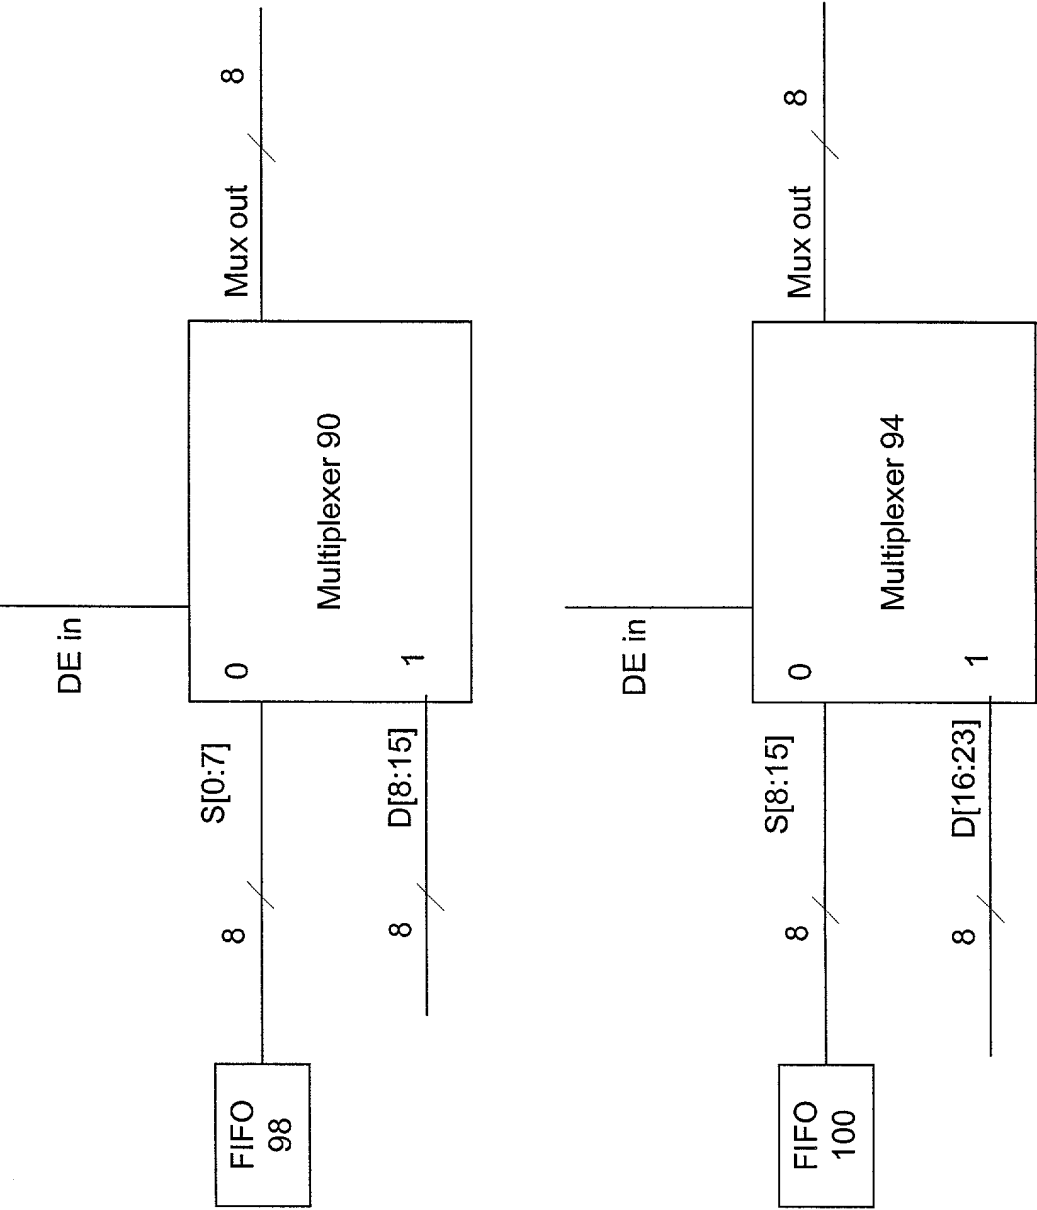 DE in
FIFO
98
8
S[0:7]
8
D[8:15]
0
1
Multiplexer 90
Mux out
8
DE in
FIFO
100
8
S[8:15]
8
D[16:23]
0
1
Multiplexer 94
Mux out
8